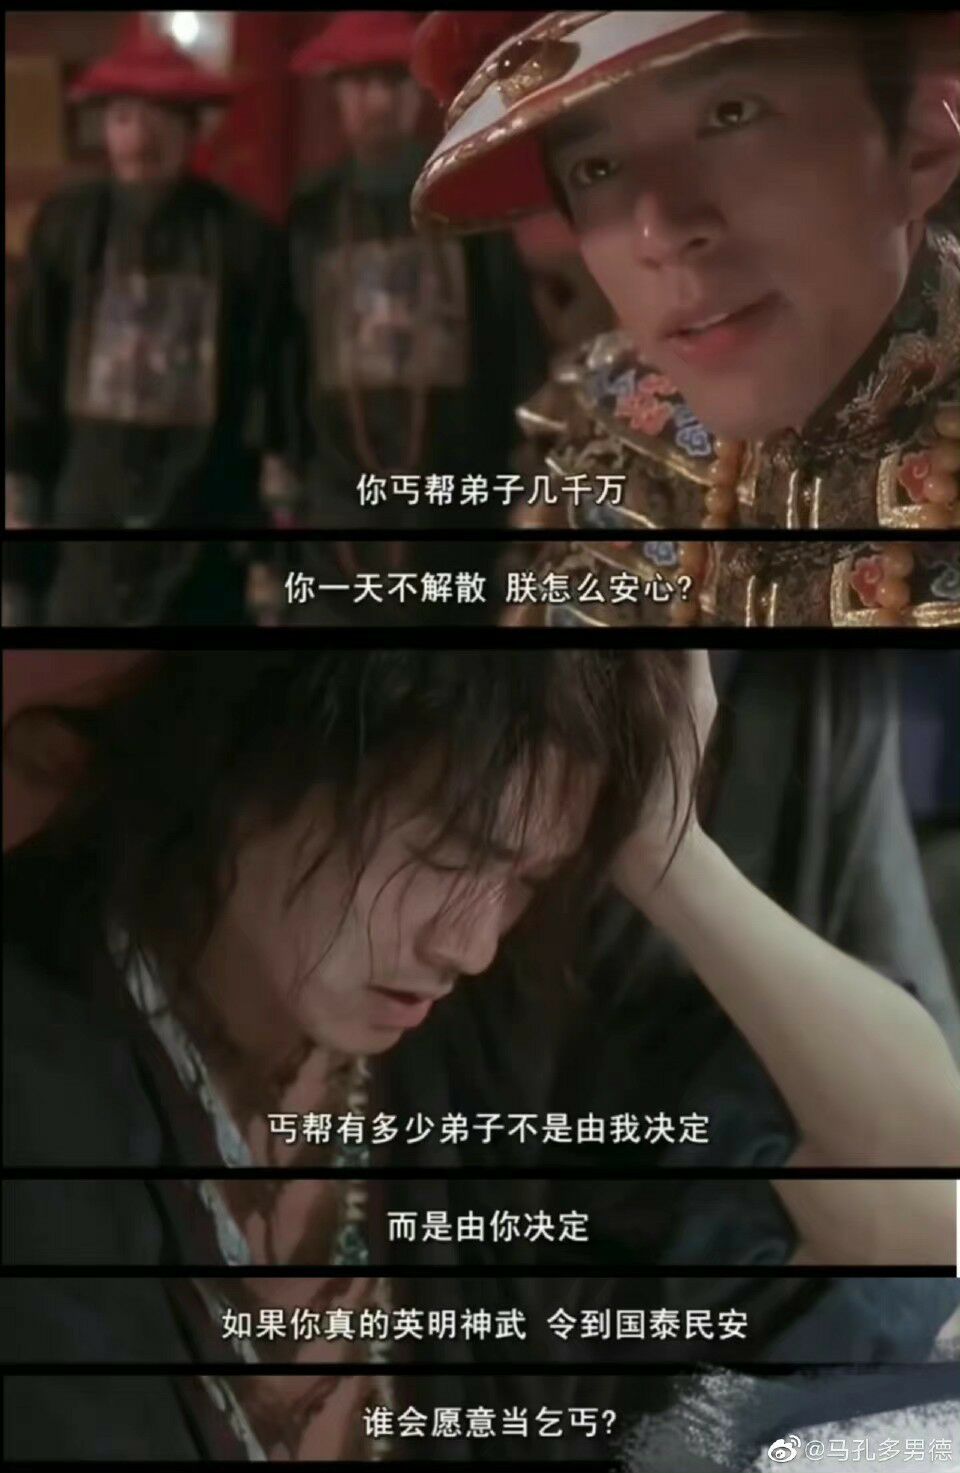 你丐帮弟子几千万
你一天不解散 朕怎么安心?
丐帮有多少弟子不是由我决定
而是由你决定
如果你真的英明神武 令到国泰民安
谁会愿意当乞丐?
@马孔多男德